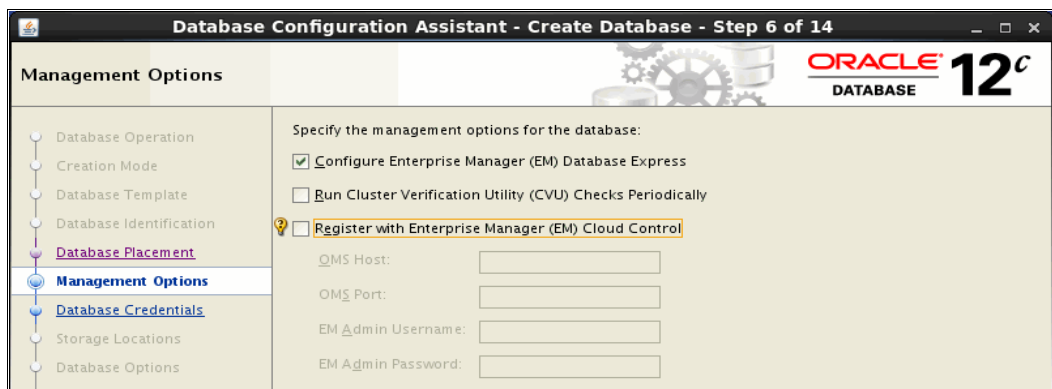 Database Configuration Assistant - Create Database - Step 6 of 14
Management Options
ORACLE
DATABASE
12c
Database Operation
Creation Mode
Database Template
Database Identification
Database Placement
Management Options
Database Credentials
Storage Locations
Database Options
Specify the management options for the database:
Configure Enterprise Manager (EM) Database Express
Run Cluster Verification Utility (CVU) Checks Periodically
Register with Enterprise Manager (EM) Cloud Control
OMS Host:
OMS Port:
EM Admin Username:
EM Admin Password: